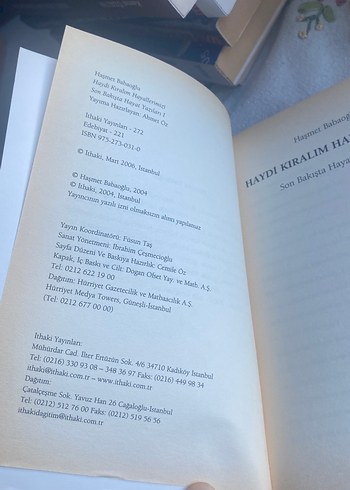 Haşmet Babaoğlu
Haydi Kıralım Hayallerimizi
Son Bakışta Hayat Yazıları 1
Yayıma Hazırlayan: Ahmet Öz
İthaki Yayınları - 272
Edebiyat - 221
ISBN 975-273-031-0
© İthaki, Mart 2006, İstanbul
© Haşmet Babaoğlu, 2004
© İthaki, 2004, İstanbul
Yayıncının yazılı izni olmaksızın alıntı yapılamaz
Yayın Koordinatörü: Füsun Taş
Sanat Yönetmeni: İbrahim Çeşmecioğlu
Sayfa Düzeni Ve Baskıya Hazırlık: Cemile Öz
Kapak, İç Baskı ve Cilt: Doğan Ofset Yay. ve Matb. A.Ş.
Tel: 0212 622 19 00
Dağıtım: Hürriyet Gazetecilik ve Matbaacılık A.Ş.
Hürriyet Medya Towers, Güneşli-İstanbul
(Tel: 0212 677 00 00)
İthaki Yayınları:
Mühürdar Cad. İlter Ertüzün Sok. 4/6 34710 Kadıköy İstanbul
Tel: (0216) 330 93 08 – 348 36 97 Faks: (0216) 449 98 34
ithaki@ithaki.com.tr – www.ithaki.com.tr
Dağıtım:
Çatalçeşme Sok. Yavuz Han 26 Cağaloğlu-İstanbul
Tel: (0212) 512 76 00 Faks: (0212) 519 56 56
ithakidagitim@ithaki.com.tr
Haşmet Babaoğ
HAYDİ KIRALIM HA
Son Bakışta Haya